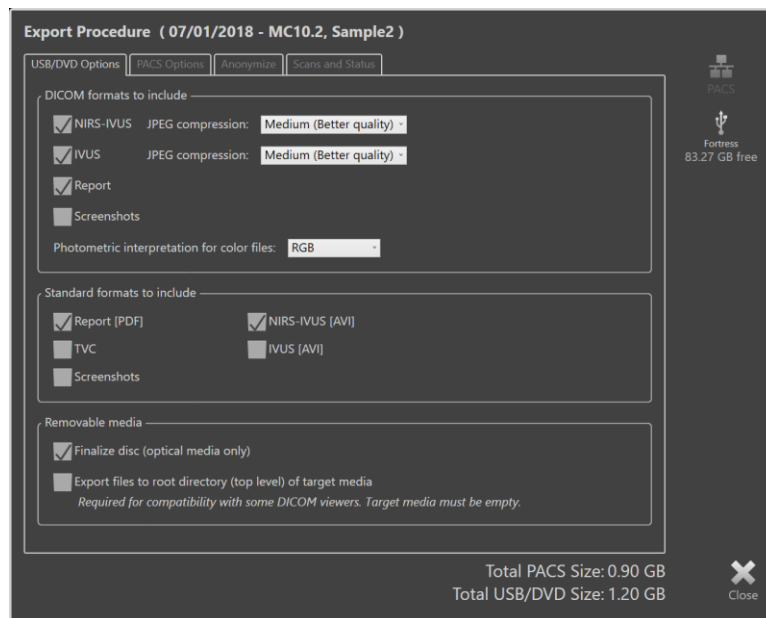 Export Procedure ( 07/01/2018 - MC10.2, Sample2 )
USB/DVD Options PACS Options Anonymize Scans and Status
PACS
Fortress
83.27 GB free
DICOM formats to include
NIRS-IVUS JPEG compression: Medium (Better quality)
IVUS JPEG compression: Medium (Better quality)
Report
Screenshots
Photometric interpretation for color files: RGB
Standard formats to include
Report [PDF] NIRS-IVUS [AVI]
TVC IVUS [AVI]
Screenshots
Removable media
Finalize disc (optical media only)
Export files to root directory (top level) of target media
Required for compatibility with some DICOM viewers. Target media must be empty.
Total PACS Size: 0.90 GB
Total USB/DVD Size: 1.20 GB
Close